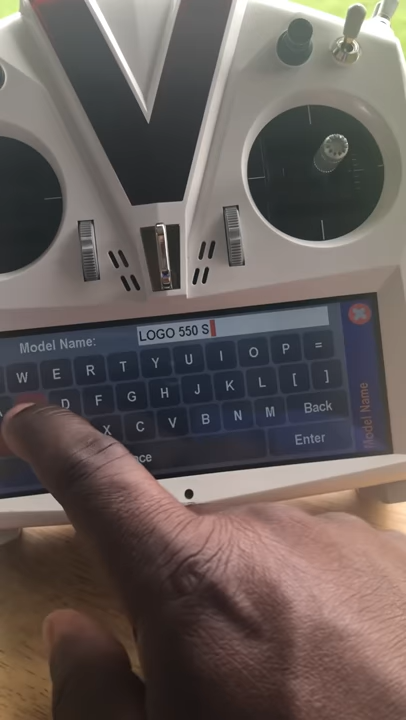 Model Name: LOGO 550 S
W E R T Y U I O P =
D F G H J K L [ ]
X C V B N M Back
Enter
Model Name